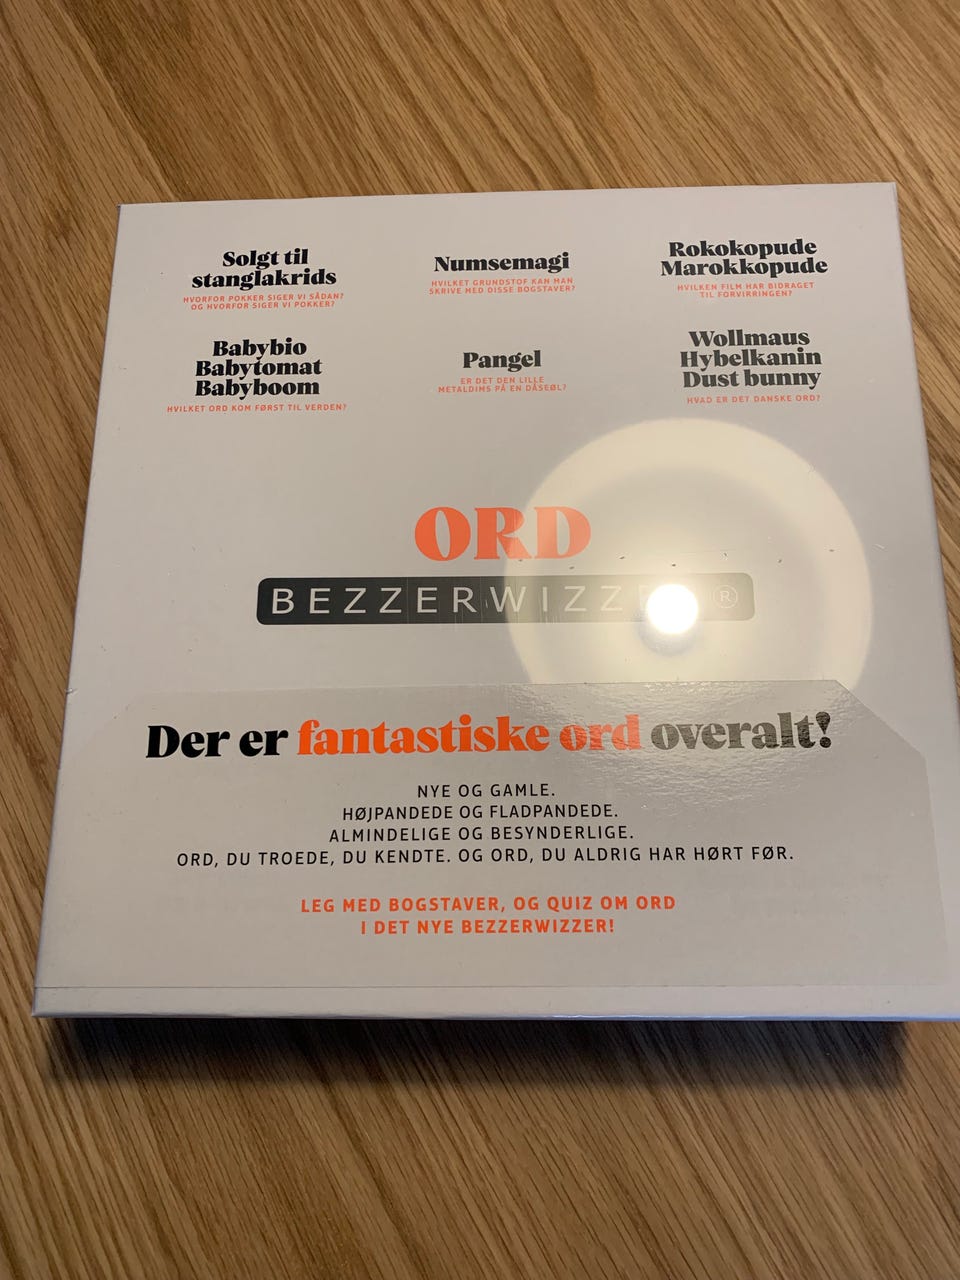 Solgt til
stanglakrids
HVORFOR POKKER SIGER VI SÅDAN?
OG HVORFOR SIGER VI POKKER?
Numsemagi
HVILKET GRUNDSTOF KAN MAN
SKRIVE MED DISSE BOGSTAVER?
Rokokopude
Marokkopude
HVILKEN FILM HAR BIDRAGET
TIL FORVIRRINGEN?
Babybio
Babytomat
Babyboom
HVILKET ORD KOM FØRST TIL VERDEN?
Pangel
ER DET DEN LILLE
METALDIMS PÅ EN DÅSEØL?
Wollmaus
Hybelkanin
Dust bunny
HVAD ER DET DANSKE ORD?
ORD
BEZZERWIZZER®
Der er fantastiske ord overalt!
NYE OG GAMLE.
HØJPANDEDE OG FLADPANDEDE.
ALMINDELIGE OG BESYNDERLIGE.
ORD, DU TROEDE, DU KENDTE. OG ORD, DU ALDRIG HAR HØRT FØR.
LEG MED BOGSTAVER, OG QUIZ OM ORD
I DET NYE BEZZERWIZZER!